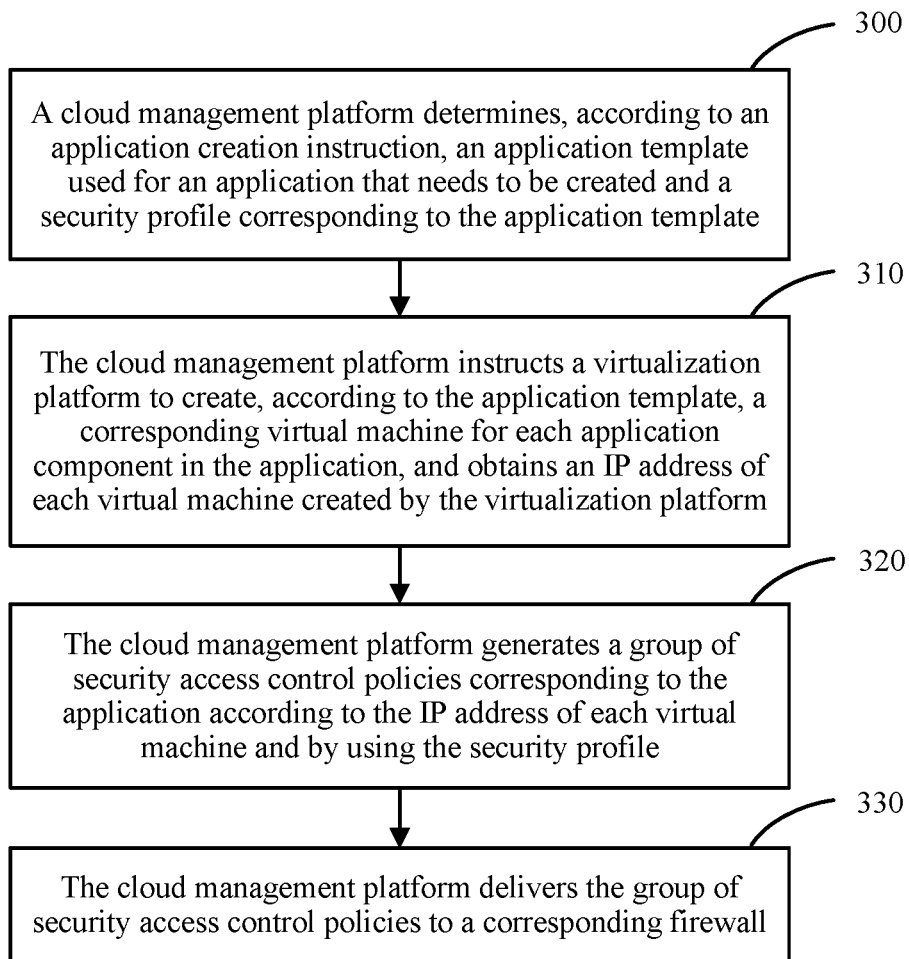 300
A cloud management platform determines, according to an
application creation instruction, an application template
used for an application that needs to be created and a
security profile corresponding to the application template
310
The cloud management platform instructs a virtualization
platform to create, according to the application template, a
corresponding virtual machine for each application
component in the application, and obtains an IP address of
each virtual machine created by the virtualization platform
320
The cloud management platform generates a group of
security access control policies corresponding to the
application according to the IP address of each virtual
machine and by using the security profile
330
The cloud management platform delivers the group of
security access control policies to a corresponding firewall